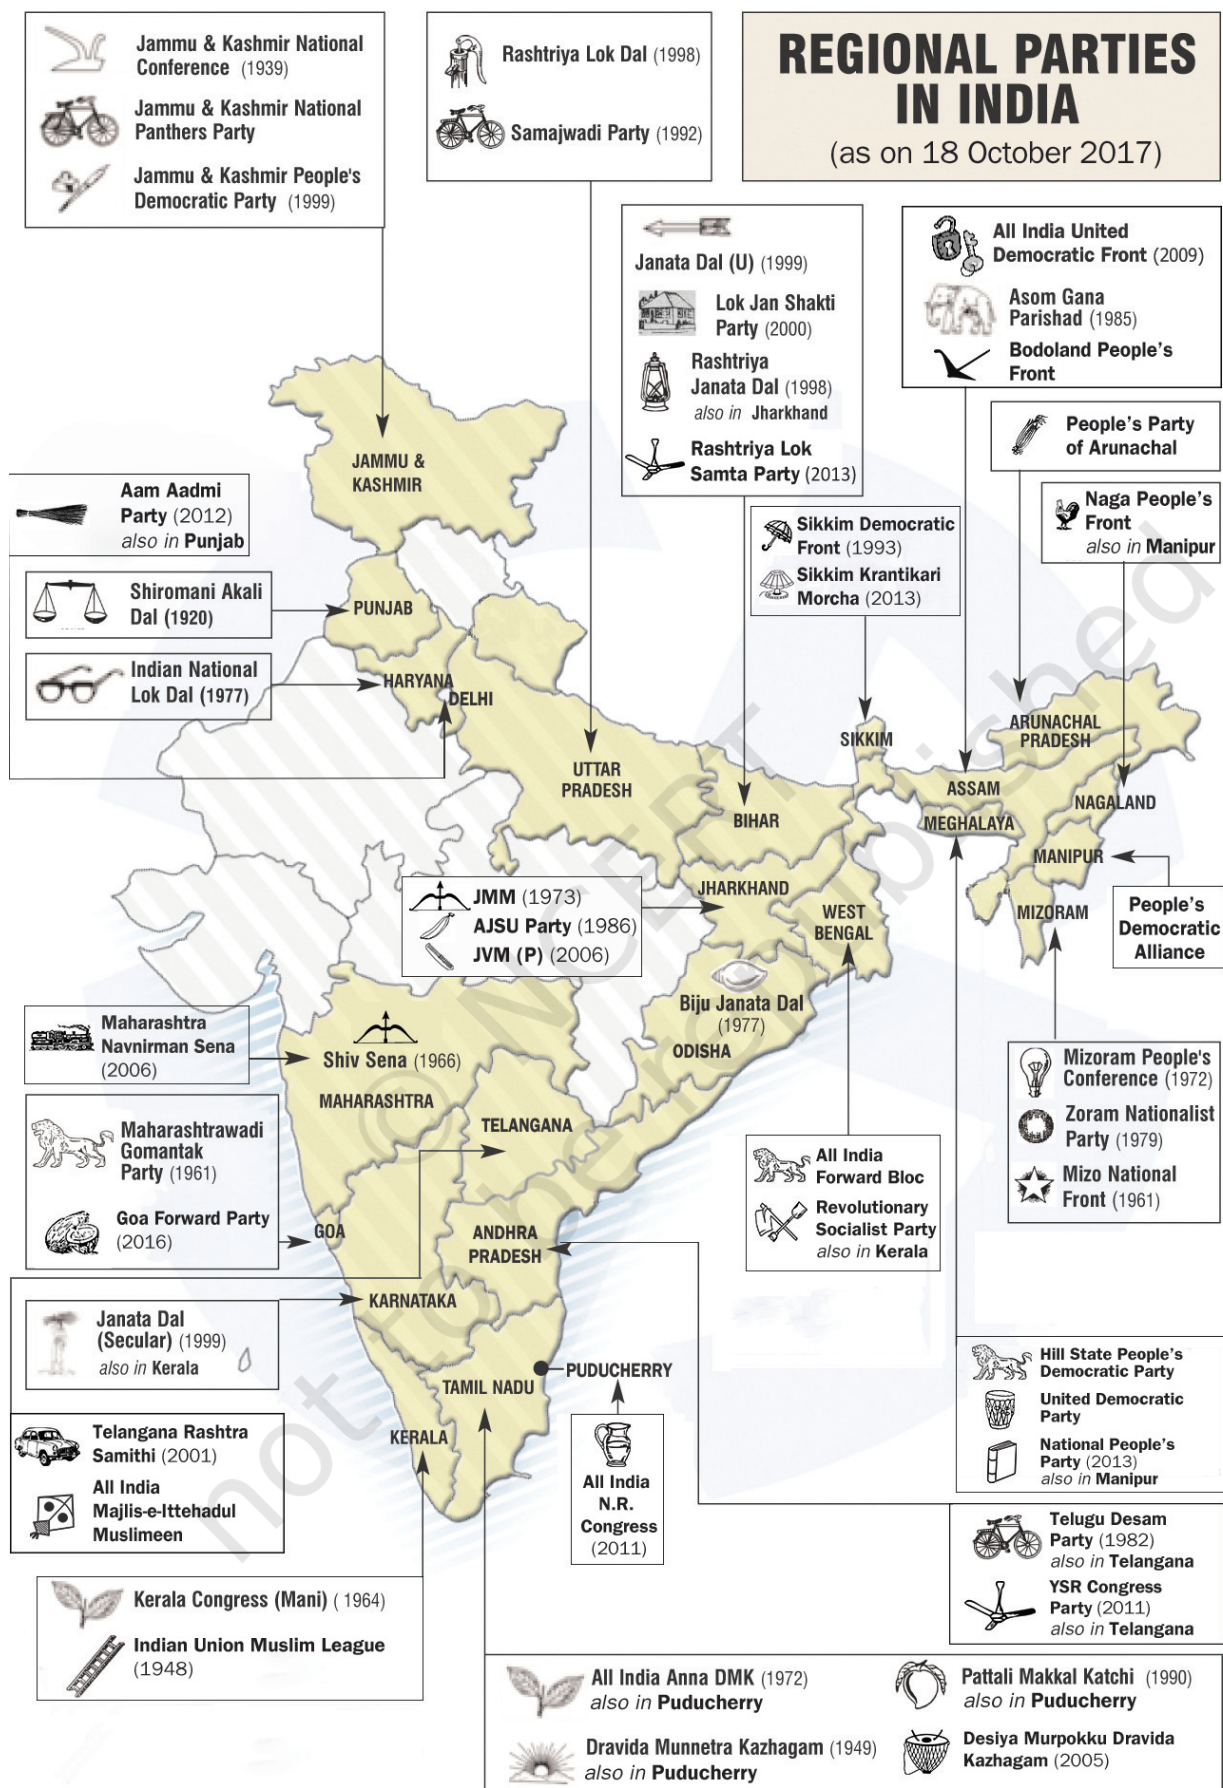 REGIONAL PARTIES
IN INDIA
(as on 18 October 2017)
Jammu & Kashmir National
Conference (1939)
Jammu & Kashmir National
Panthers Party
Jammu & Kashmir People's
Democratic Party (1999)
Rashtriya Lok Dal (1998)
Samajwadi Party (1992)
Janata Dal (U) (1999)
Lok Jan Shakti
Party (2000)
Rashtriya
Janata Dal (1998)
also in Jharkhand
Rashtriya Lok
Samta Party (2013)
All India United
Democratic Front (2009)
Asom Gana
Parishad (1985)
Bodoland People's
Front
People's Party
of Arunachal
Naga People's
Front
also in Manipur
Aam Aadmi
Party (2012)
also in Punjab
Sikkim Democratic
Front (1993)
Sikkim Krantikari
Morcha (2013)
Shiromani Akali
Dal (1920)
Indian National
Lok Dal (1977)
JAMMU &
KASHMIR
PUNJAB
HARYANA
DELHI
UTTAR
PRADESH
BIHAR
SIKKIM
ARUNACHAL
PRADESH
ASSAM
NAGALAND
MEGHALAYA
MANIPUR
MIZORAM
JHARKHAND
WEST
BENGAL
JMM (1973)
AJSU Party (1986)
JVM (P) (2006)
People's
Democratic
Alliance
Biju Janata Dal
(1977)
ODISHA
Maharashtra
Navnirman Sena
(2006)
Shiv Sena (1966)
MAHARASHTRA
TELANGANA
Mizoram People's
Conference (1972)
Zoram Nationalist
Party (1979)
Mizo National
Front (1961)
Maharashtrawadi
Gomantak
Party (1961)
Goa Forward Party
(2016)
GOA
ANDHRA
PRADESH
All India
Forward Bloc
Revolutionary
Socialist Party
also in Kerala
KARNATAKA
Janata Dal
(Secular) (1999)
also in Kerala
PUDUCHERRY
TAMIL NADU
KERALA
Hill State People's
Democratic Party
United Democratic
Party
National People's
Party (2013)
also in Manipur
Telangana Rashtra
Samithi (2001)
All India
Majlis-e-Ittehadul
Muslimeen
All India
N.R.
Congress
(2011)
Telugu Desam
Party (1982)
also in Telangana
YSR Congress
Party (2011)
also in Telangana
Kerala Congress (Mani) ( 1964)
Indian Union Muslim League
(1948)
All India Anna DMK (1972)
also in Puducherry
Dravida Munnetra Kazhagam (1949)
also in Puducherry
Pattali Makkal Katchi (1990)
also in Puducherry
Desiya Murpokku Dravida
Kazhagam (2005)
© NCERT
not to be republished